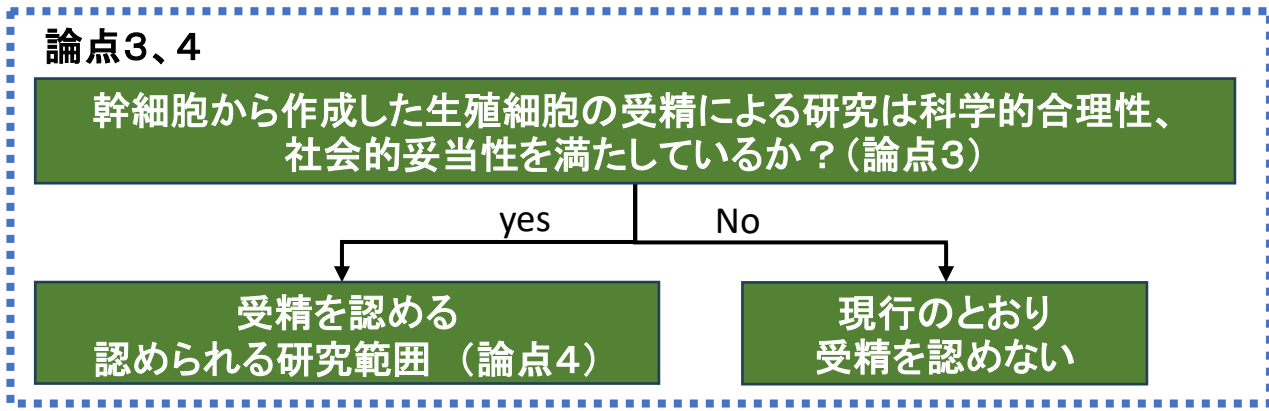 論点３、４
幹細胞から作成した生殖細胞の受精による研究は科学的合理性、
社会的妥当性を満たしているか？（論点３）
yes
No
受精を認める
認められる研究範囲　（論点４）
現行のとおり
受精を認めない